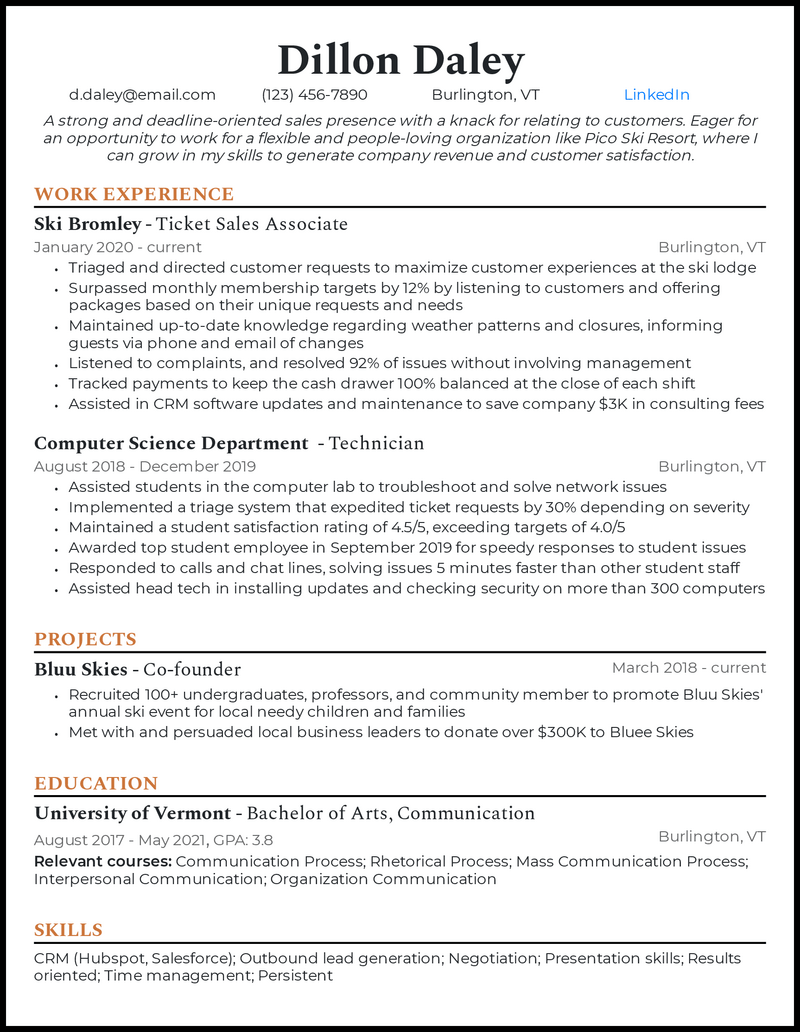 Dillon Daley
d.daley@email.com (123) 456-7890 Burlington, VT LinkedIn
A strong and deadline-oriented sales presence with a knack for relating to customers. Eager for
an opportunity to work for a flexible and people-loving organization like Pico Ski Resort, where I
can grow in my skills to generate company revenue and customer satisfaction.
WORK EXPERIENCE
Ski Bromley - Ticket Sales Associate
January 2020 - current Burlington, VT
• Triaged and directed customer requests to maximize customer experiences at the ski lodge
• Surpassed monthly membership targets by 12% by listening to customers and offering
packages based on their unique requests and needs
• Maintained up-to-date knowledge regarding weather patterns and closures, informing
guests via phone and email of changes
• Listened to complaints, and resolved 92% of issues without involving management
• Tracked payments to keep the cash drawer 100% balanced at the close of each shift
• Assisted in CRM software updates and maintenance to save company $3K in consulting fees
Computer Science Department - Technician
August 2018 - December 2019 Burlington, VT
• Assisted students in the computer lab to troubleshoot and solve network issues
• Implemented a triage system that expedited ticket requests by 30% depending on severity
• Maintained a student satisfaction rating of 4.5/5, exceeding targets of 4.0/5
• Awarded top student employee in September 2019 for speedy responses to student issues
• Responded to calls and chat lines, solving issues 5 minutes faster than other student staff
• Assisted head tech in installing updates and checking security on more than 300 computers
PROJECTS
Bluu Skies - Co-founder March 2018 - current
• Recruited 100+ undergraduates, professors, and community member to promote Bluu Skies'
annual ski event for local needy children and families
• Met with and persuaded local business leaders to donate over $300K to Bluee Skies
EDUCATION
University of Vermont - Bachelor of Arts, Communication
August 2017 - May 2021, GPA: 3.8 Burlington, VT
Relevant courses: Communication Process; Rhetorical Process; Mass Communication Process;
Interpersonal Communication; Organization Communication
SKILLS
CRM (Hubspot, Salesforce); Outbound lead generation; Negotiation; Presentation skills; Results
oriented; Time management; Persistent